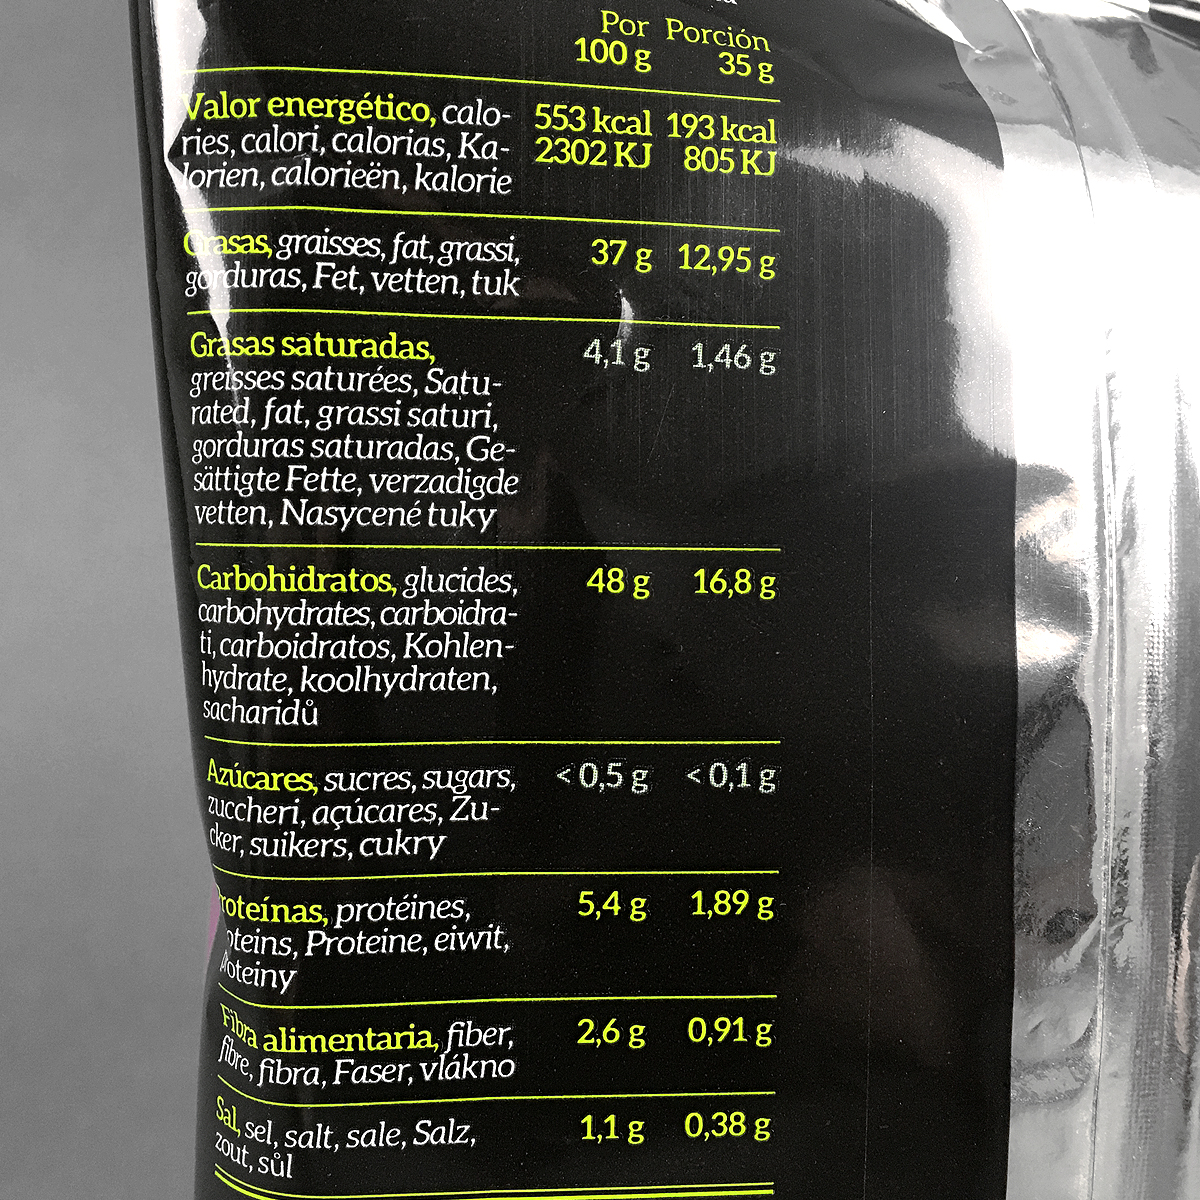 Por Porción
100 g 35 g
Valor energético, calo- 553 kcal 193 kcal
ries, calori, calorias, Ka- 2302 KJ 805 KJ
lorien, calorieën, kalorie
Grasas, graisses, fat, grassi, 37 g 12,95 g
gorduras, Fet, vetten, tuk
Grasas saturadas, 4,1 g 1,46 g
greisses saturées, Satu-
rated, fat, grassi saturi,
gorduras saturadas, Ge-
sättigte Fette, verzadigde
vetten, Nasycené tuky
Carbohidratos, glucides, 48 g 16,8 g
carbohydrates, carboidra-
ti, carboidratos, Kohlen-
hydrate, koolhydraten,
sacharidů
Azúcares, sucres, sugars, < 0,5 g < 0,1 g
zuccheri, açúcares, Zu-
cker, suikers, cukry
Proteínas, protéines, 5,4 g 1,89 g
proteins, Proteine, eiwit,
proteiny
Fibra alimentaria, fiber, 2,6 g 0,91 g
fibre, fibra, Faser, vlákno
Sal, sel, salt, sale, Salz, 1,1 g 0,38 g
zout, sůl